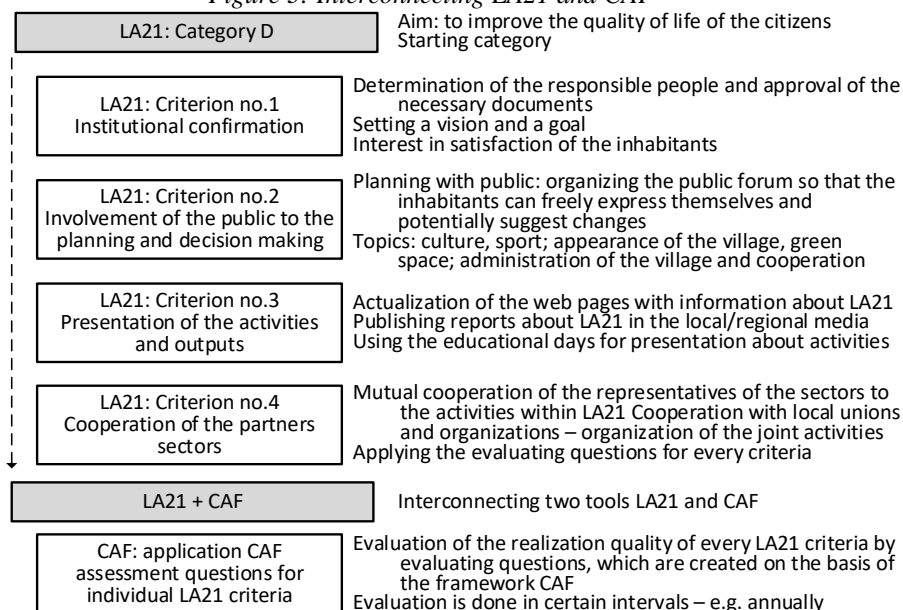 Figure 3: Interconnecting LA21 and CAF
LA21: Category D
Aim: to improve the quality of life of the citizens
Starting category
LA21: Criterion no.1
Institutional confirmation
Determination of the responsible people and approval of the
necessary documents
Setting a vision and a goal
Interest in satisfaction of the inhabitants
LA21: Criterion no.2
Involvement of the public to the
planning and decision making
Planning with public: organizing the public forum so that the
inhabitants can freely express themselves and
potentially suggest changes
Topics: culture, sport; appearance of the village, green
space; administration of the village and cooperation
LA21: Criterion no.3
Presentation of the activities
and outputs
Actualization of the web pages with information about LA21
Publishing reports about LA21 in the local/regional media
Using the educational days for presentation about activities
LA21: Criterion no.4
Cooperation of the partners
sectors
Mutual cooperation of the representatives of the sectors to
the activities within LA21 Cooperation with local unions
and organizations – organization of the joint activities
Applying the evaluating questions for every criteria
LA21 + CAF
Interconnecting two tools LA21 and CAF
CAF: application CAF
assessment questions for
individual LA21 criteria
Evaluation of the realization quality of every LA21 criteria by
evaluating questions, which are created on the basis of
the framework CAF
Evaluation is done in certain intervals – e.g. annually